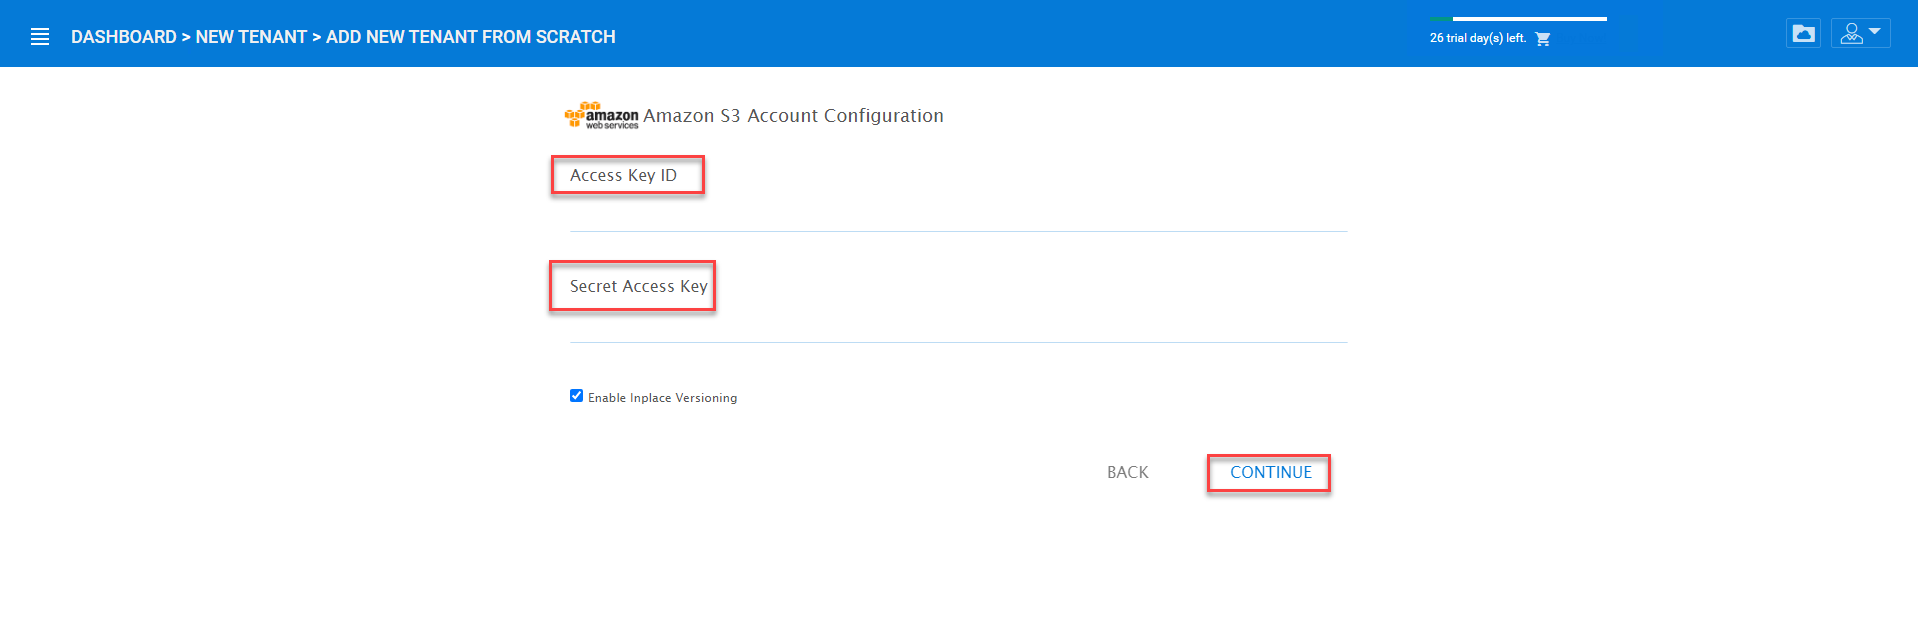 DASHBOARD > NEW TENANT > ADD NEW TENANT FROM SCRATCH
26 trial day(s) left.
amazon
web services
Amazon S3 Account Configuration
Access Key ID
Secret Access Key
Enable Inplace Versioning
BACK
CONTINUE